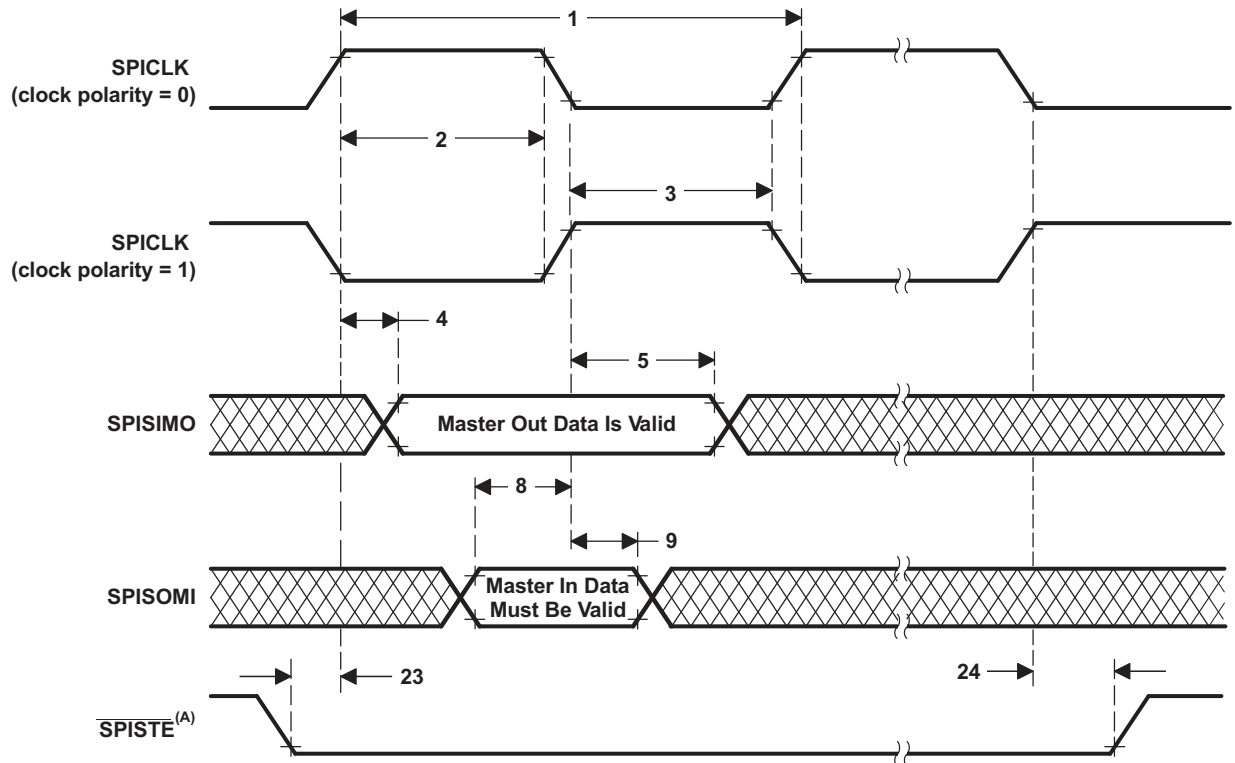 1
SPICLK
(clock polarity = 0)
2
3
SPICLK
(clock polarity = 1)
4
5
SPISIMO
Master Out Data Is Valid
8
9
SPISOMI
Master In Data
Must Be Valid
23
24
SPISTE(A)